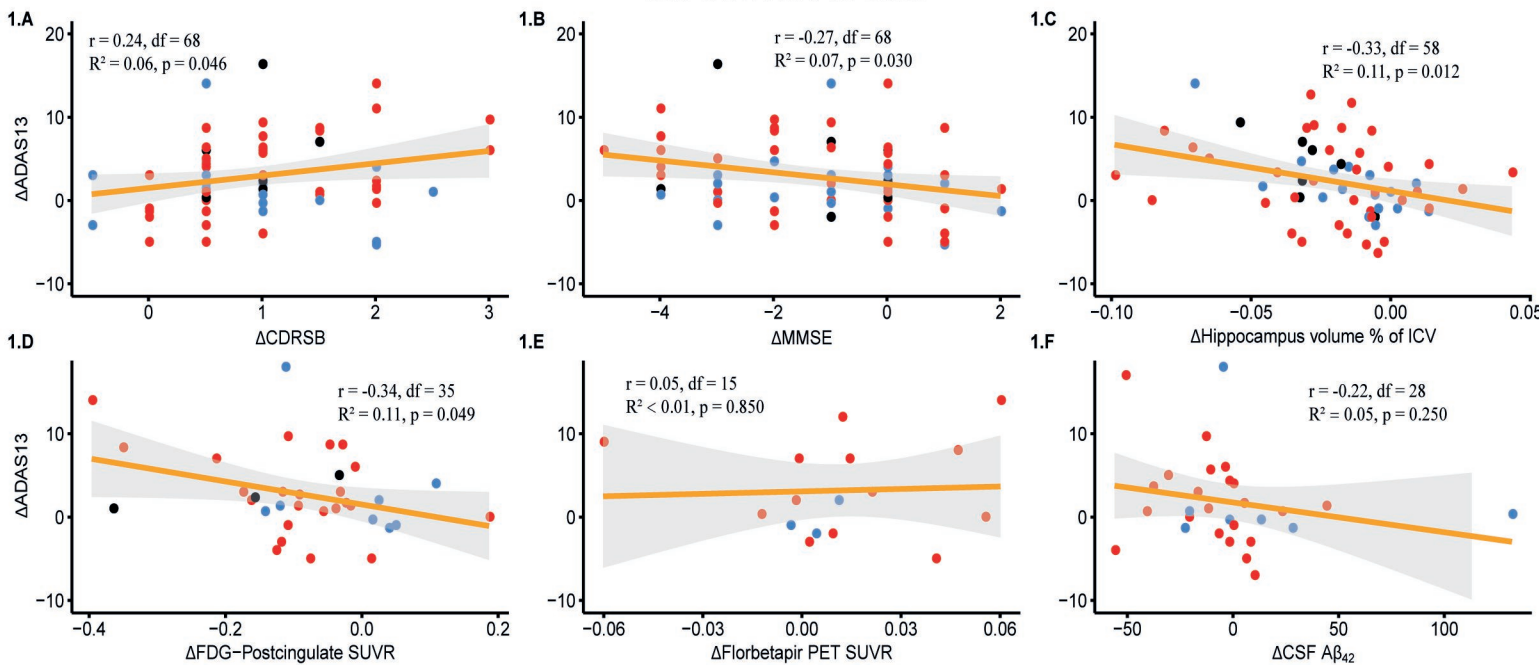 1.A
r = 0.24, df = 68
R² = 0.06, p = 0.046
20
10
0
−10
ΔADAS13
0 1 2 3
ΔCDRSB
1.B
r = -0.27, df = 68
R² = 0.07, p = 0.030
20
10
0
−10
−4 −2 0 2
ΔMMSE
1.C
r = -0.33, df = 58
R² = 0.11, p = 0.012
20
10
0
−10
−0.10 −0.05 0.00 0.05
ΔHippocampus volume % of ICV
1.D
r = -0.34, df = 35
R² = 0.11, p = 0.049
10
0
−10
ΔADAS13
−0.4 −0.2 0.0 0.2
ΔFDG−Postcingulate SUVR
1.E
r = 0.05, df = 15
R² < 0.01, p = 0.850
10
0
−10
−0.06 −0.03 0.00 0.03 0.06
ΔFlorbetapir PET SUVR
1.F
r = -0.22, df = 28
R² = 0.05, p = 0.250
10
0
−10
−50 0 50 100
ΔCSF Aβ₄₂